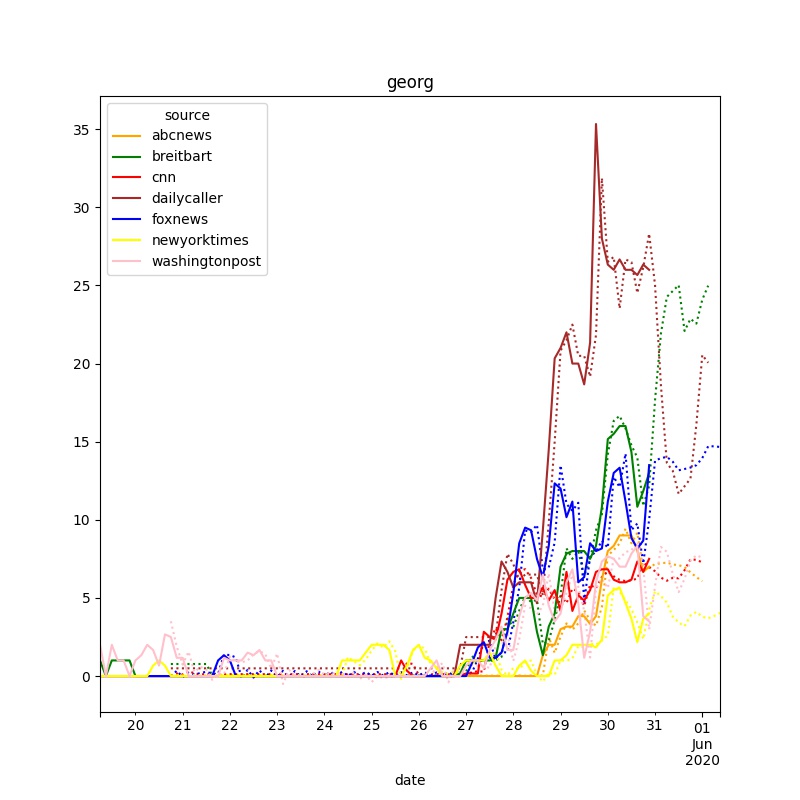 georg
source
abcnews
breitbart
cnn
dailycaller
foxnews
newyorktimes
washingtonpost
35
30
25
20
15
10
5
0
20 21 22 23 24 25 26 27 28 29 30 31 01
Jun
2020
date